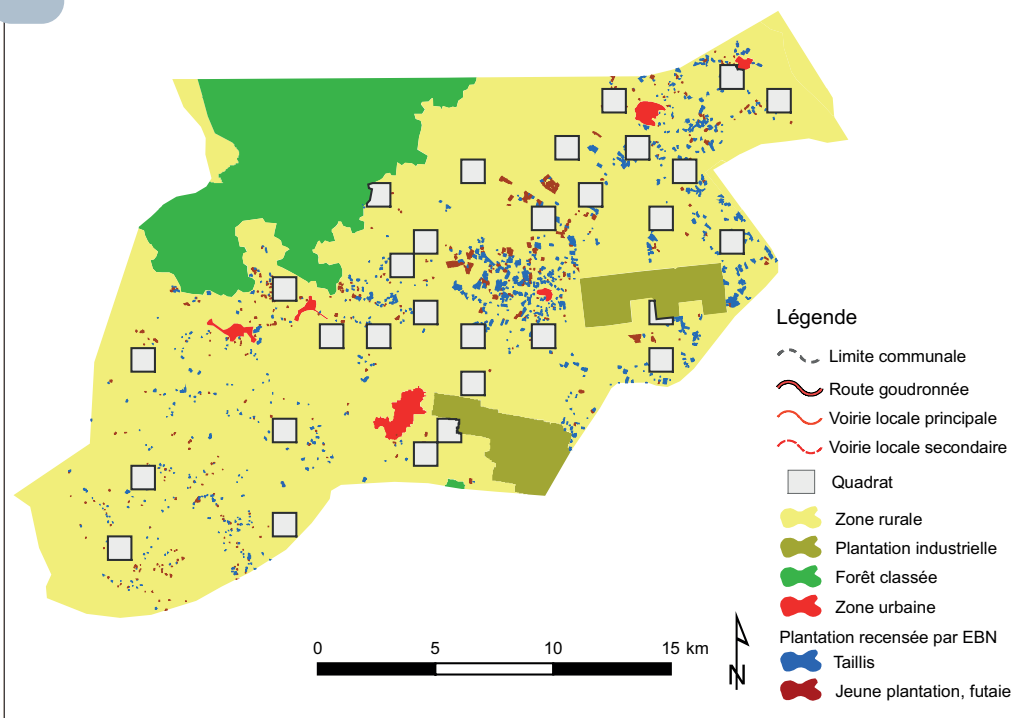 Légende
Limite communale
Route goudronnée
Voirie locale principale
Voirie locale secondaire
Quadrat
Zone rurale
Plantation industrielle
Forêt classée
Zone urbaine
Plantation recensée par EBN
Taillis
Jeune plantation, futaie
0 5 10 15 km
N